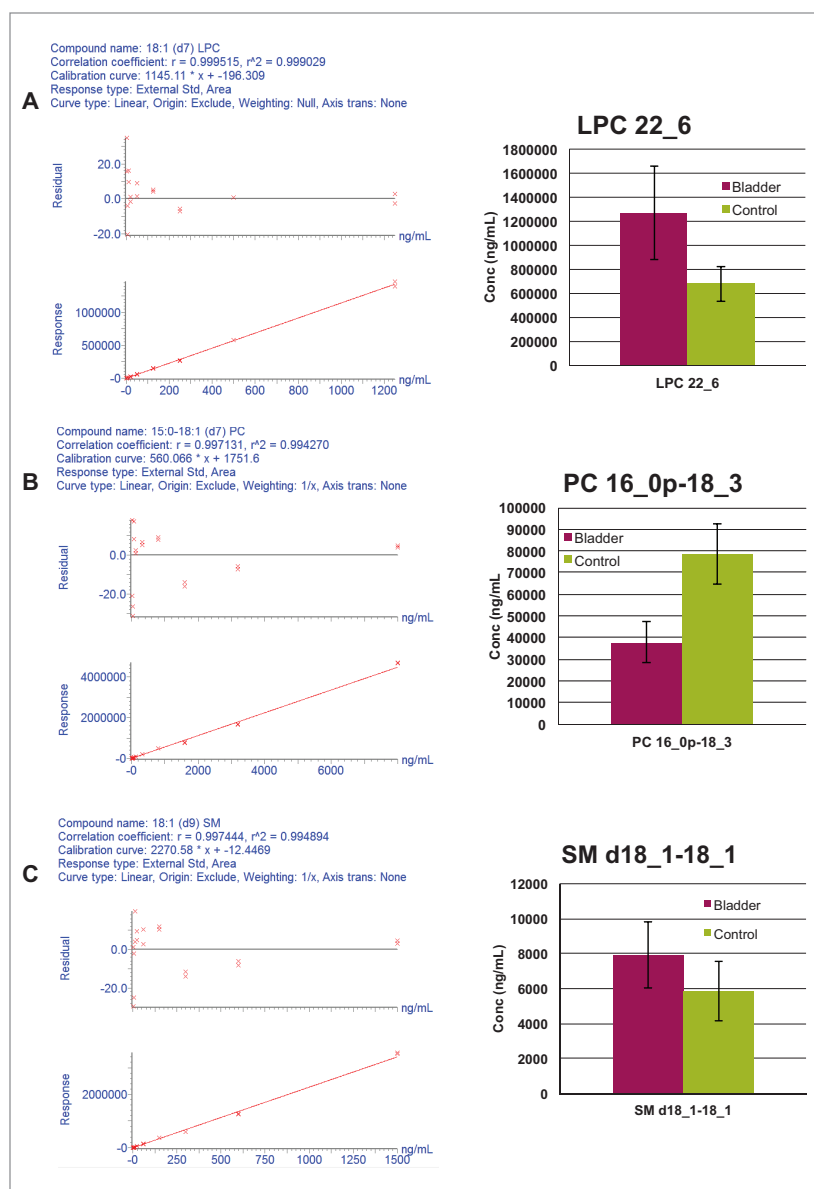 Compound name: 18:1 (d7) LPC
Correlation coefficient: r = 0.999515, r^2 = 0.999029
Calibration curve: 1145.11 * x + -196.309
Response type: External Std, Area
Curve type: Linear, Origin: Exclude, Weighting: Null, Axis trans: None
A
Residual
20.0
0.0
-20.0
ng/mL
Response
1000000
500000
-0
-0 200 400 600 800 1000 1200
ng/mL
LPC 22_6
Conc (ng/mL)
1800000
1600000
1400000
1200000
1000000
800000
600000
400000
200000
0
Bladder
Control
LPC 22_6
Compound name: 15:0-18:1 (d7) PC
Correlation coefficient: r = 0.997131, r^2 = 0.994270
Calibration curve: 560.066 * x + 1751.6
Response type: External Std, Area
Curve type: Linear, Origin: Exclude, Weighting: 1/x, Axis trans: None
B
Residual
0.0
-20.0
ng/mL
Response
4000000
2000000
-0
-0 2000 4000 6000
ng/mL
PC 16_0p-18_3
Conc (ng/mL)
100000
90000
80000
70000
60000
50000
40000
30000
20000
10000
0
Bladder
Control
PC 16_0p-18_3
Compound name: 18:1 (d9) SM
Correlation coefficient: r = 0.997444, r^2 = 0.994894
Calibration curve: 2270.58 * x + -12.4469
Response type: External Std, Area
Curve type: Linear, Origin: Exclude, Weighting: 1/x, Axis trans: None
C
Residual
0.0
-20.0
ng/mL
Response
2000000
-0
-0 250 500 750 1000 1250 1500
ng/mL
SM d18_1-18_1
Conc (ng/mL)
12000
10000
8000
6000
4000
2000
0
Bladder
Control
SM d18_1-18_1